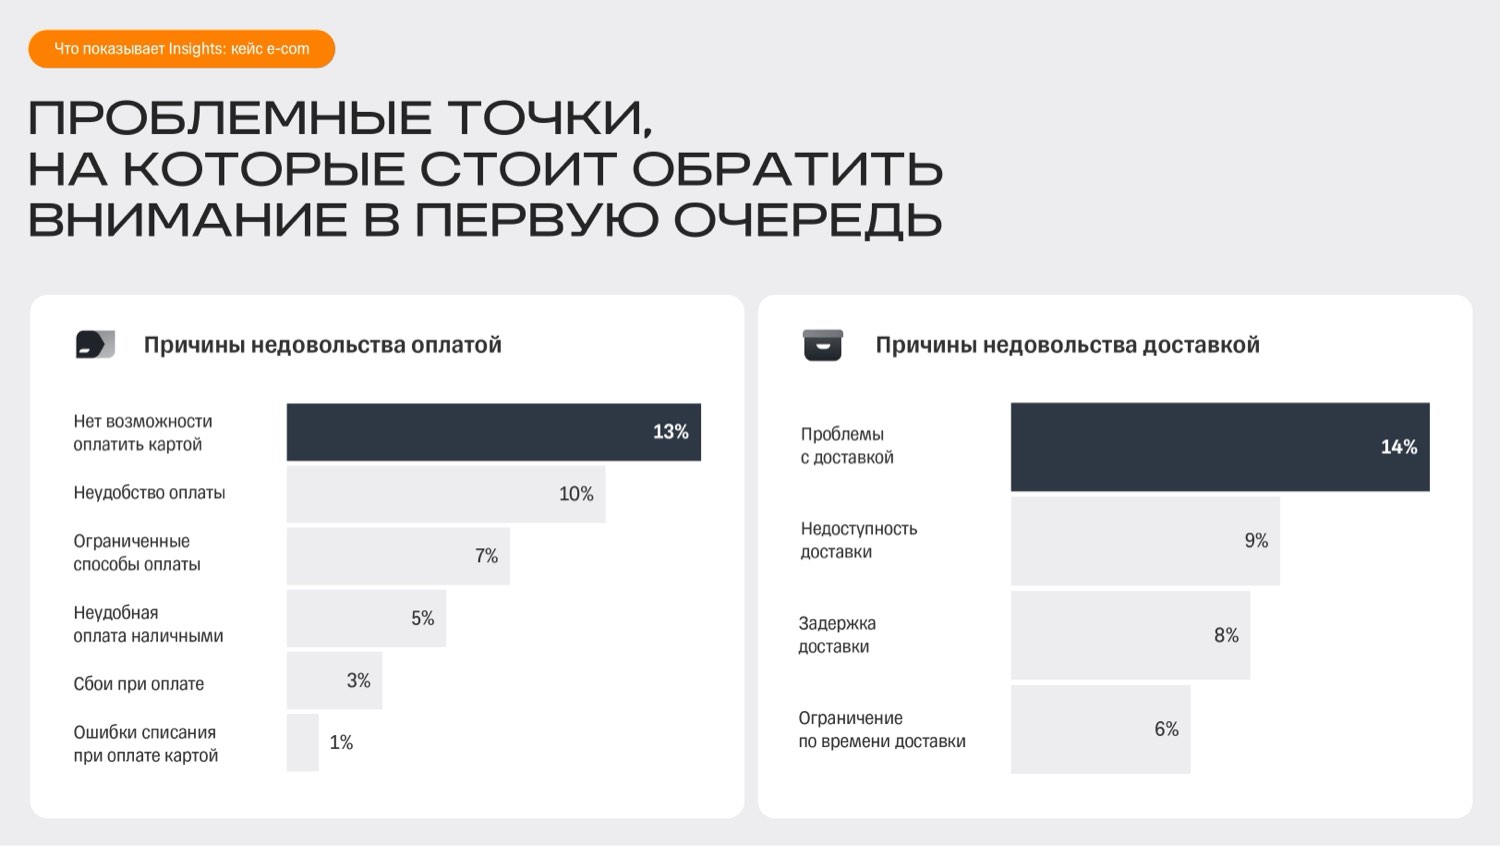 Что показывает Insights: кейс e-com
ПРОБЛЕМНЫЕ ТОЧКИ,
НА КОТОРЫЕ СТОИТ ОБРАТИТЬ
ВНИМАНИЕ В ПЕРВУЮ ОЧЕРЕДЬ
Причины недовольства оплатой
Нет возможности
оплатить картой
13%
Неудобство оплаты
10%
Ограниченные
способы оплаты
7%
Неудобная
оплата наличными
5%
Сбои при оплате
3%
Ошибки списания
при оплате картой
1%
Причины недовольства доставкой
Проблемы
с доставкой
14%
Недоступность
доставки
9%
Задержка
доставки
8%
Ограничение
по времени доставки
6%